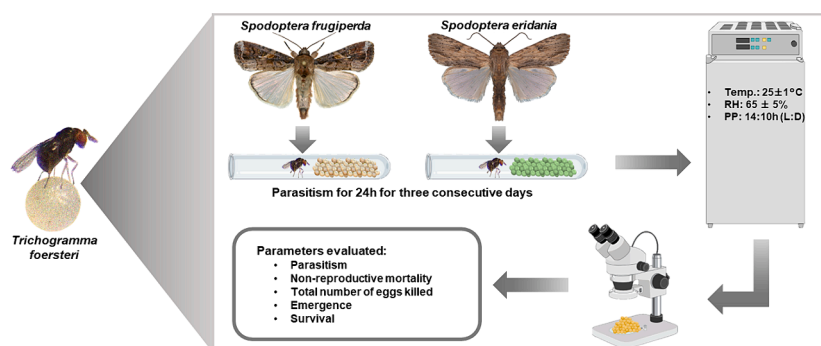 Spodoptera frugiperda
Spodoptera eridania
Temp.: 25±1°C
RH: 65 ± 5%
PP: 14:10h (L:D)
Parasitism for 24h for three consecutive days
Trichogramma
foersteri
Parameters evaluated:
• Parasitism
• Non-reproductive mortality
• Total number of eggs killed
• Emergence
• Survival